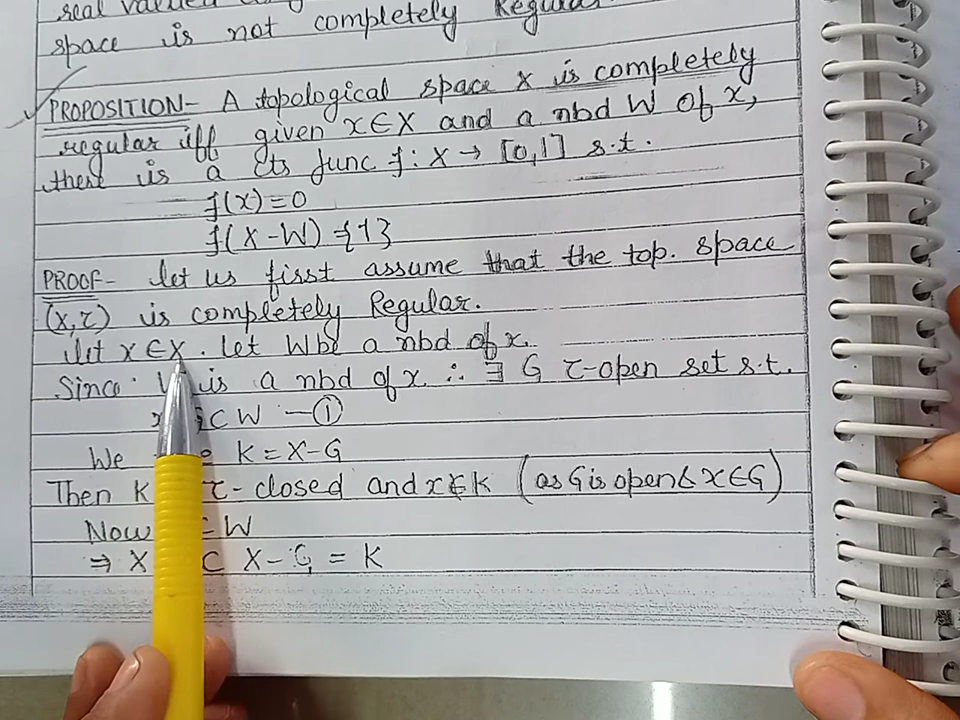 real valued
space is not completely Regular.
PROPOSITION- A topological space X is completely
regular iff given x∈X and a nbd W of x,
there is a cts func f: X → [0,1] s.t.
f(x)=0
f(X-W)={1}
PROOF- let us first assume that the top. space
(X,τ) is completely Regular.
Let x∈X. let W be a nbd of x.
Since is a nbd of x ∴ ∃ G τ-open set s.t.
⊂ W —①
We K = X-G
Then K τ-closed and x∉K (as G is open & x∈G)
Now ⊂ W
⇒ X ⊂ X-G = K